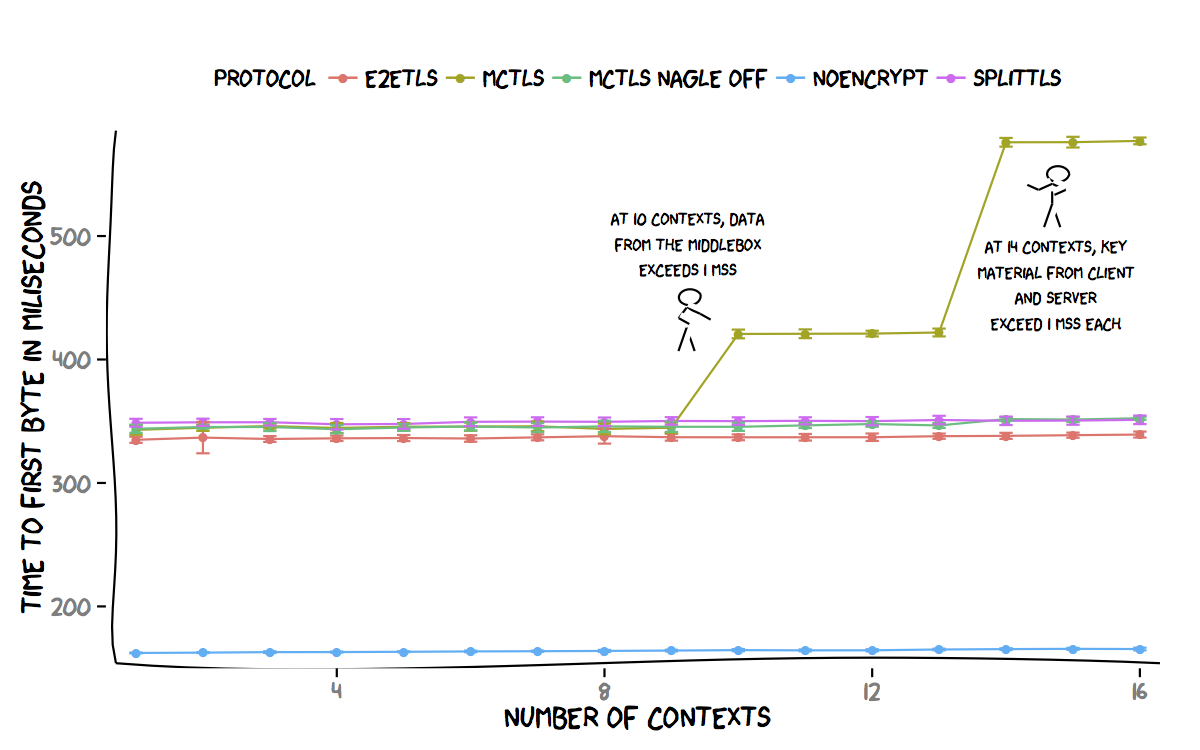 PROTOCOL E2ETLS MCTLS MCTLS NAGLE OFF NOENCRYPT SPLITTLS
TIME TO FIRST BYTE IN MILISECONDS
500
400
300
200
AT 10 CONTEXTS, DATA
FROM THE MIDDLEBOX
EXCEEDS 1 MSS
AT 14 CONTEXTS, KEY
MATERIAL FROM CLIENT
AND SERVER
EXCEED 1 MSS EACH
4 8 12 16
NUMBER OF CONTEXTS